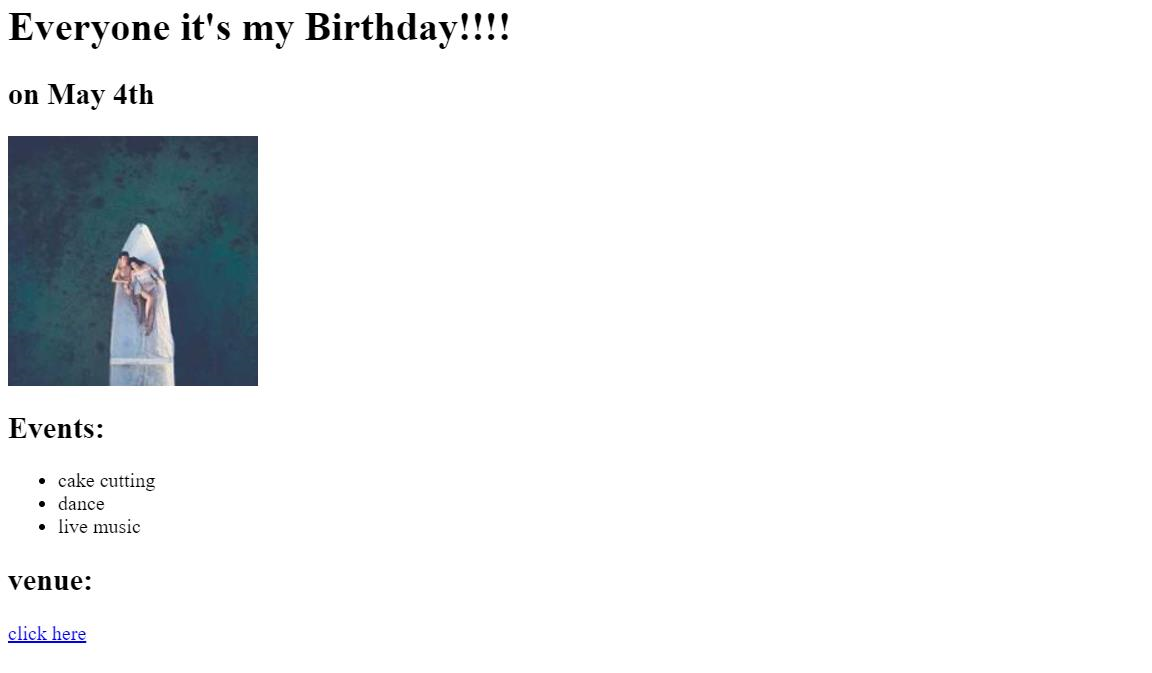 Everyone it's my Birthday!!!!
on May 4th
Events:
cake cutting
dance
live music
venue:
click here